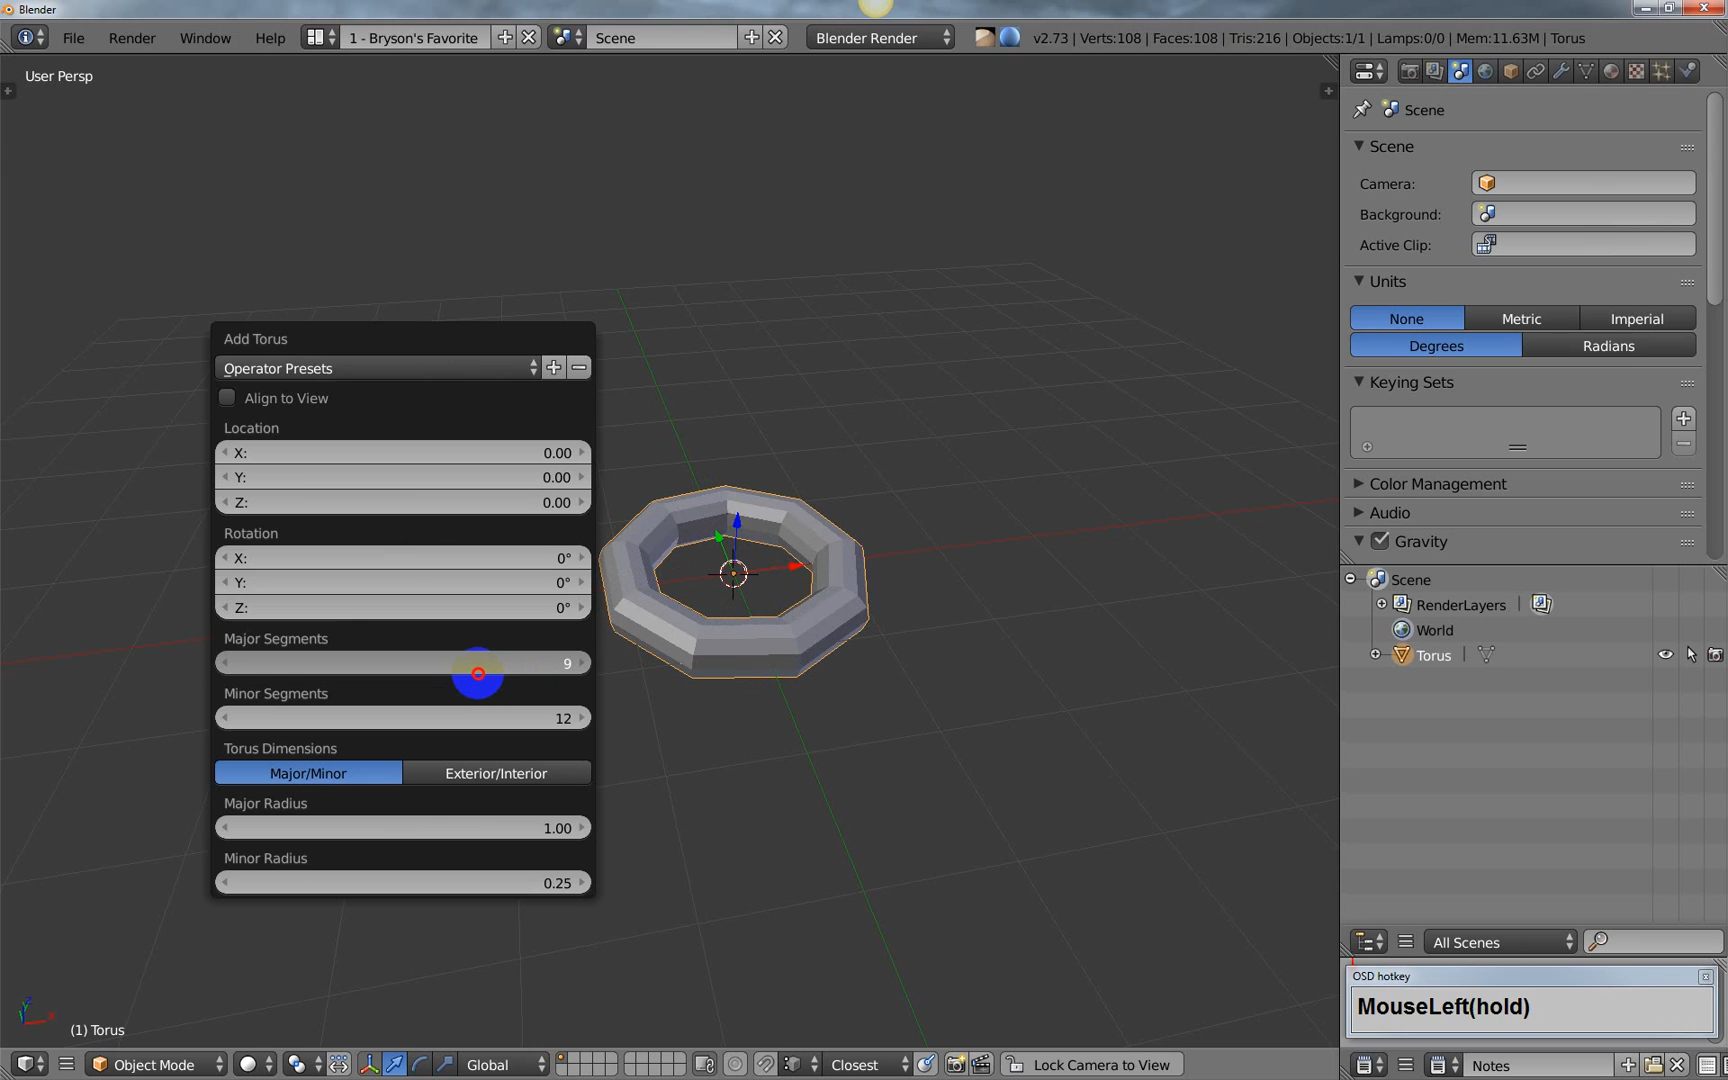 Blender
File Render Window Help 1 - Bryson's Favorite Scene Blender Render v2.73 | Verts:108 | Faces:108 | Tris:216 | Objects:1/1 | Lamps:0/0 | Mem:11.63M | Torus
User Persp
Scene
Scene
Camera:
Background:
Active Clip:
Units
None Metric Imperial
Degrees Radians
Keying Sets
Color Management
Audio
Gravity
Add Torus
Operator Presets
Align to View
Location
X: 0.00
Y: 0.00
Z: 0.00
Rotation
X: 0°
Y: 0°
Z: 0°
Major Segments
9
Minor Segments
12
Torus Dimensions
Major/Minor Exterior/Interior
Major Radius
1.00
Minor Radius
0.25
Scene
RenderLayers
World
Torus
All Scenes
OSD hotkey
MouseLeft(hold)
(1) Torus
Object Mode Global Closest Lock Camera to View Notes